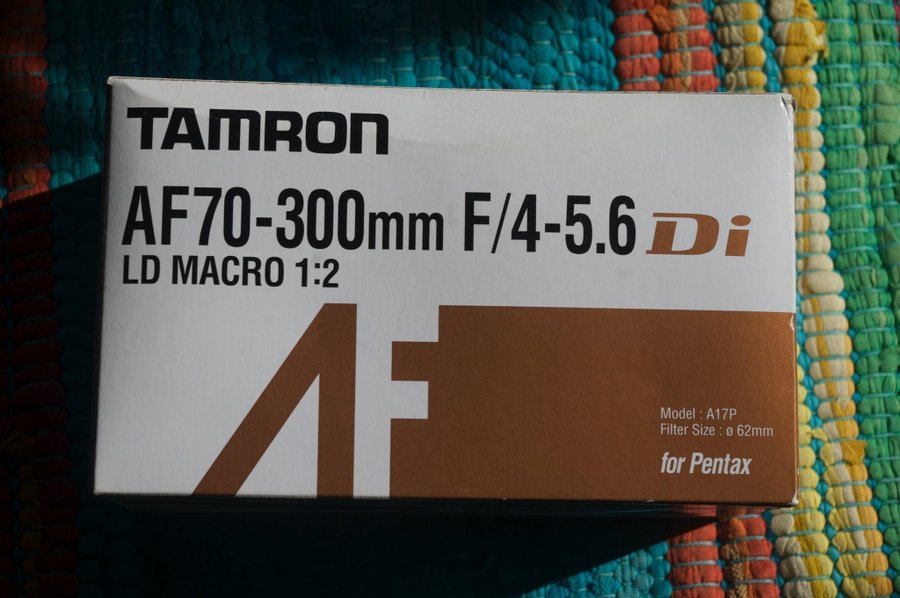 TAMRON
AF70-300mm F/4-5.6 Di
LD MACRO 1:2
AF
Model : A17P
Filter Size : ø 62mm
for Pentax